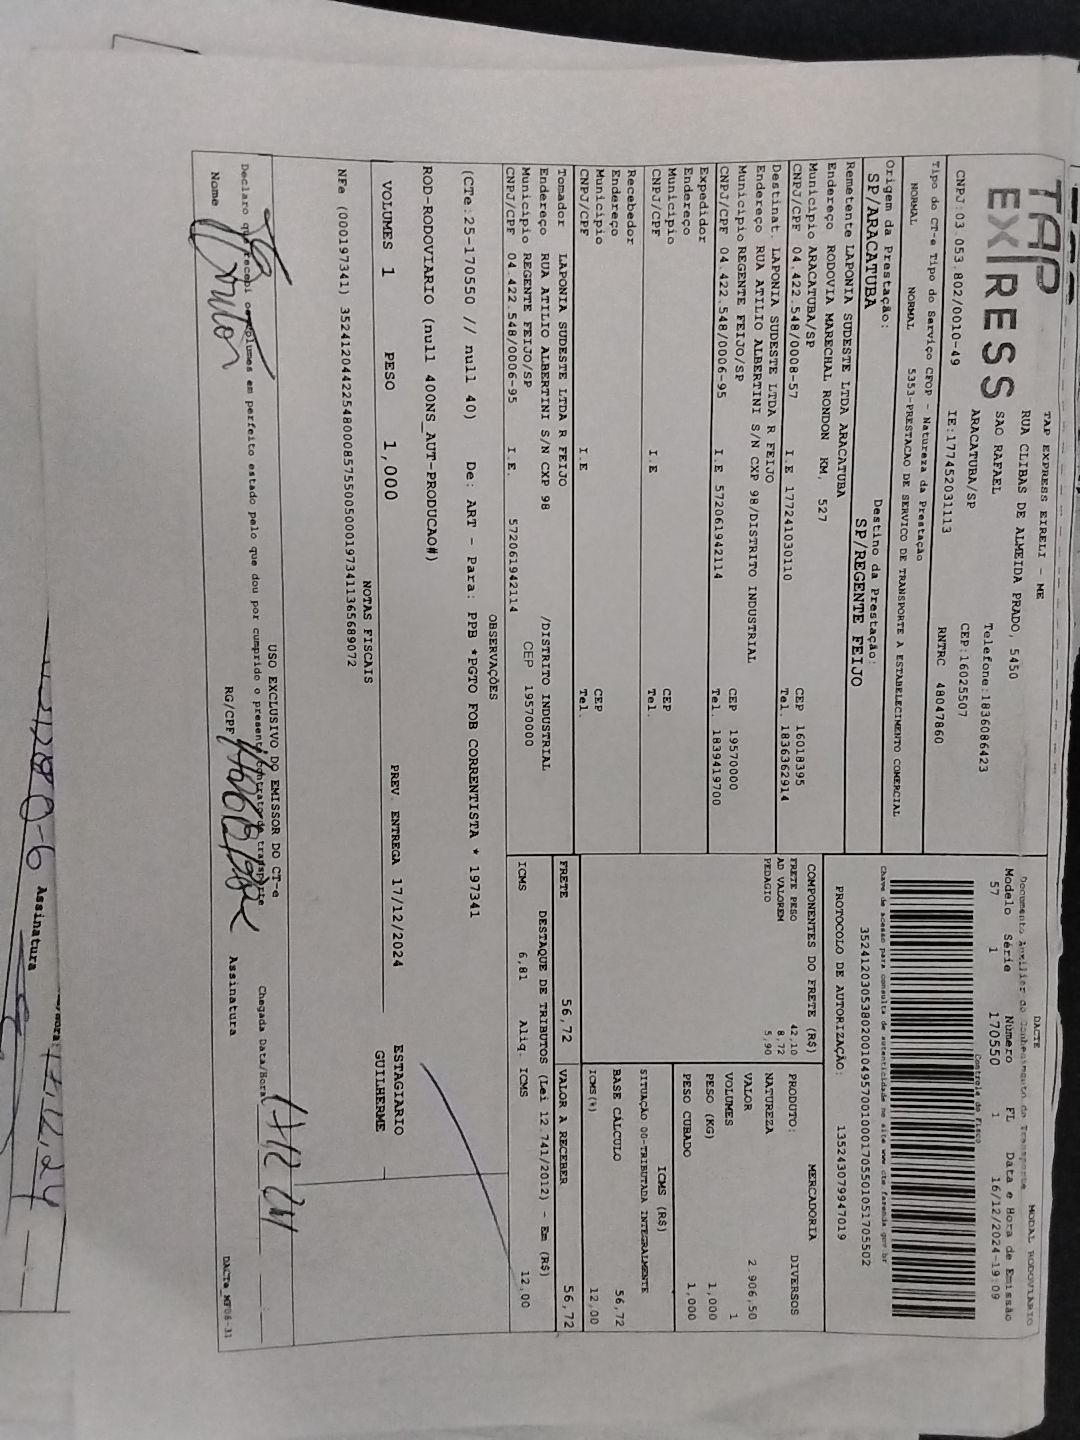 TAP EXPRESS
TAP EXPRESS EIRELI - ME
RUA CLIBAS DE ALMEIDA PRADO, 5450
SAO RAFAEL Telefone:1836086423
ARACATUBA/SP CEP:16025507
CNPJ:03.053.802/0010-49 IE:177452031113 RNTRC 48047860
DACTE MODAL RODOVIARIO
Documento Auxiliar do Conhecimento de Transporte
Modelo Série Número FL Data e Hora de Emissão
57 1 170550 1 16/12/2024-19:09
Controle do Fisco
Chave de acesso para consulta de autenticidade no site www.cte.fazenda.gov.br
35241203053802001049570010001705501051705502
PROTOCOLO DE AUTORIZAÇÃO: 135243079947019
Tipo do CT-e Tipo do Serviço CFOP - Natureza da Prestação
NORMAL NORMAL 5353-PRESTACAO DE SERVICO DE TRANSPORTE A ESTABELECIMENTO COMERCIAL
Origem da Prestação: Destino da Prestação:
SP/ARACATUBA SP/REGENTE FEIJO
Remetente LAPONIA SUDESTE LTDA ARACATUBA
Endereço RODOVIA MARECHAL RONDON KM, 527
Município ARACATUBA/SP CEP 16018395
CNPJ/CPF 04.422.548/0008-57 I.E 177241030110 Tel. 1836362914
Destinat. LAPONIA SUDESTE LTDA R FEIJO
Endereço RUA ATILIO ALBERTINI S/N CXP 98/DISTRITO INDUSTRIAL
Município REGENTE FEIJO/SP CEP 19570000
CNPJ/CPF 04.422.548/0006-95 I.E 572061942114 Tel. 1839419700
Expedidor
Endereço
Município CEP
CNPJ/CPF I.E Tel.
Recebedor
Endereço
Município CEP
CNPJ/CPF I.E Tel.
Tomador LAPONIA SUDESTE LTDA R FEIJO
Endereço RUA ATILIO ALBERTINI S/N CXP 98 /DISTRITO INDUSTRIAL
Município REGENTE FEIJO/SP CEP 19570000
CNPJ/CPF 04.422.548/0006-95 I.E 572061942114
COMPONENTES DO FRETE (R$)
FRETE PESO 42,10
AD VALOREM 8,72
PEDAGIO 5,90
MERCADORIA
PRODUTO: DIVERSOS
NATUREZA
VALOR 2.906,50
VOLUMES 1
PESO (KG) 1,000
PESO CUBADO 1,000
ICMS (R$)
SITUAÇÃO 00-TRIBUTADA INTEGRALMENTE
BASE CÁLCULO 56,72
ICMS(%) 12,00
FRETE 56,72 VALOR A RECEBER 56,72
DESTAQUE DE TRIBUTOS (Lei 12.741/2012) - Em (R$)
ICMS 6,81 Aliq. ICMS 12,00
OBSERVAÇÕES
(CTe:25-170550 // null 40) De: ART - Para: PPB *PGTO FOB CORRENTISTA * 197341
ROD-RODOVIARIO (null 400NS_AUT-PRODUCAO#)
VOLUMES 1 PESO 1,000 PREV. ENTREGA 17/12/2024 ESTAGIARIO
GUILHERME
NOTAS FISCAIS
NFe (000197341) 35241204422548000857550050001973411365689072
USO EXCLUSIVO DO EMISSOR DO CT-e
Declaro que recebi os volumes em perfeito estado pelo que dou por cumprido o presente contrato de transporte
Chegada Data/Hora 17/12/24
Nome RG/CPF Assinatura
DACTe_MT08-31
Assinatura
17.12.24